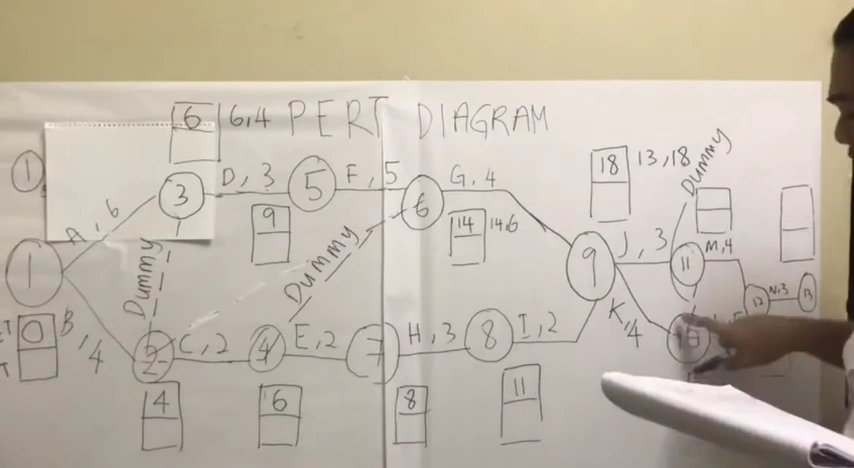 6 6,4 PERT DIAGRAM
1
3 D, 3 5 F, 5 6 G, 4
18 13,18
Dummy
A, 6
9
14 14,6
1
Dummy
Dummy
9 J, 3 11 M,4
12 N,3 13
0 B, 4
2 C, 2 4 E, 2 7 H, 3 8 I, 2
K, 4
10
4
6
8
11